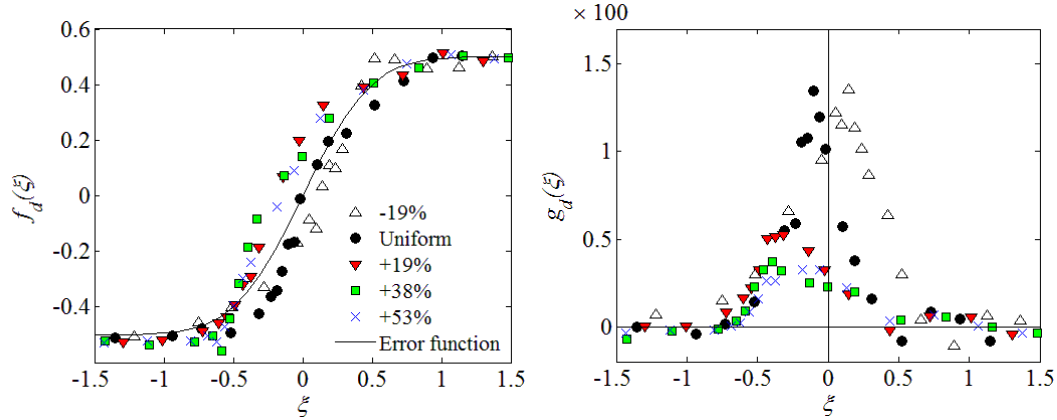 × 100
0.6
0.4
0.2
0
-0.2
-0.4
f_d(ξ)
-1.5 -1 -0.5 0 0.5 1 1.5
ξ
-19%
Uniform
+19%
+38%
+53%
Error function
1.5
1
0.5
0
g_d(ξ)
-1.5 -1 -0.5 0 0.5 1 1.5
ξ